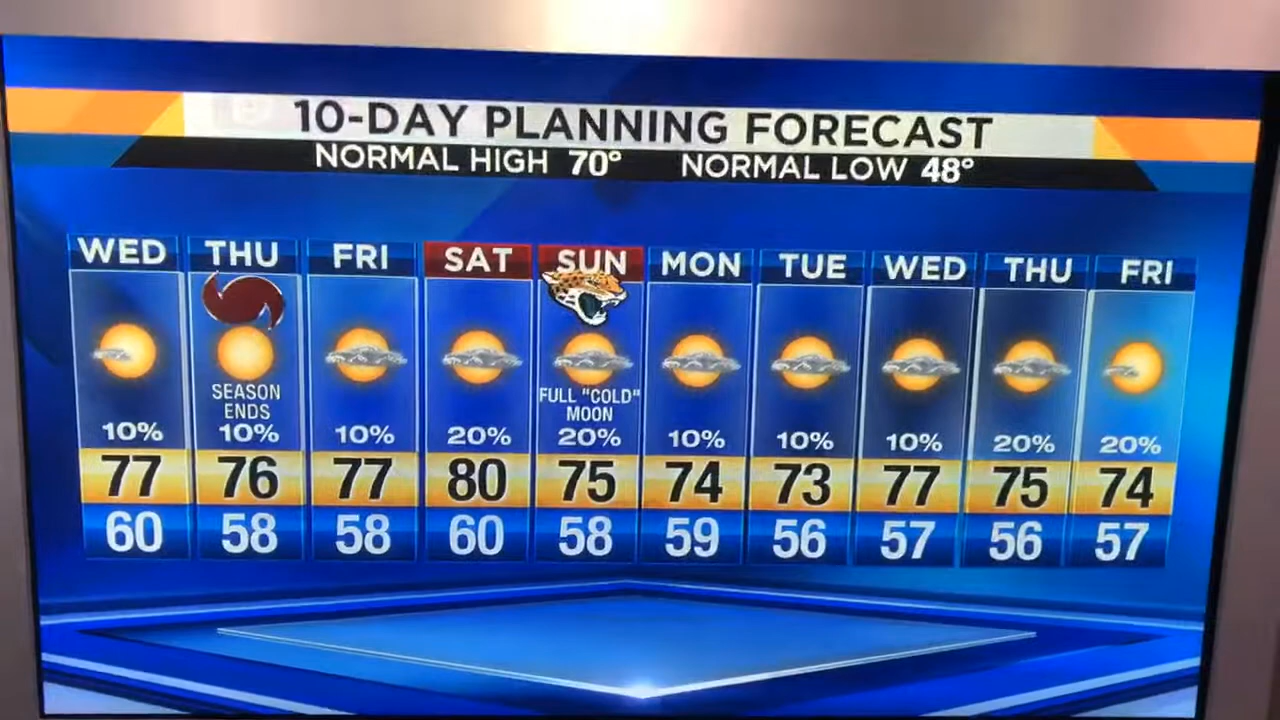 10-DAY PLANNING FORECAST
NORMAL HIGH 70° NORMAL LOW 48°
WED THU FRI SAT SUN MON TUE WED THU FRI
SEASON ENDS
FULL "COLD" MOON
10% 10% 10% 20% 20% 10% 10% 10% 20% 20%
77 76 77 80 75 74 73 77 75 74
60 58 58 60 58 59 56 57 56 57